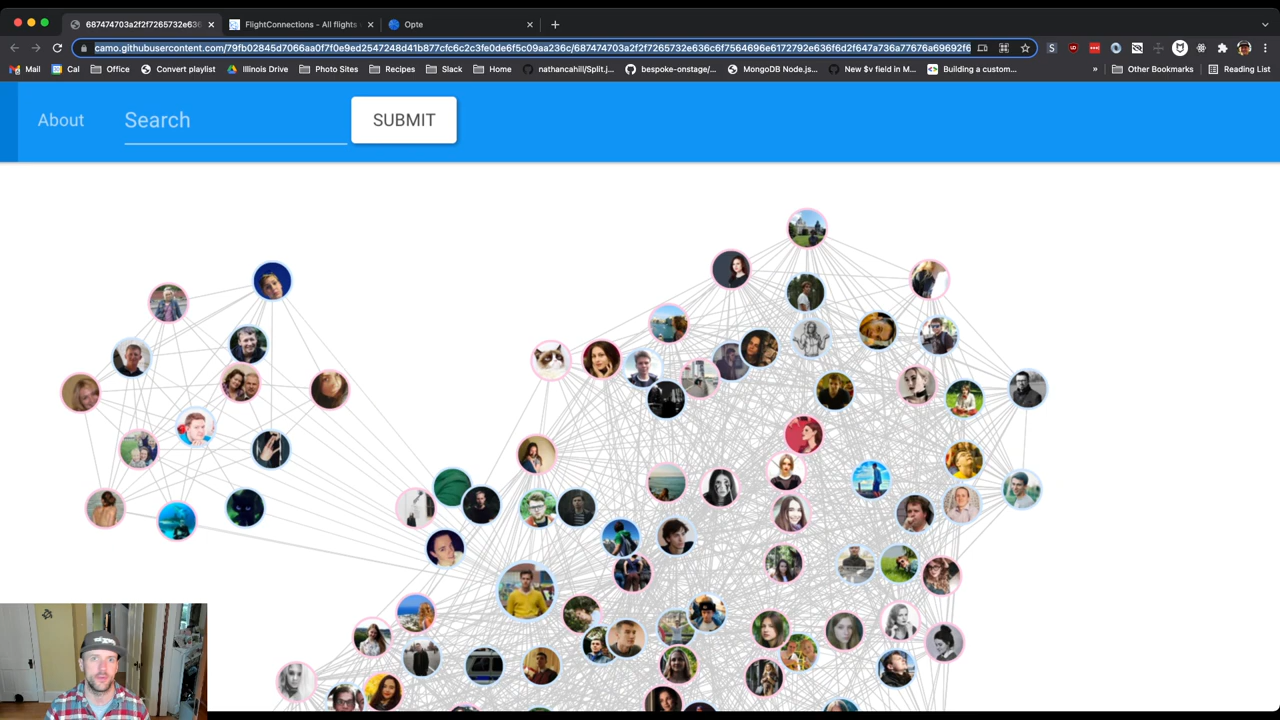 687474703a2f2f7265732e636
FlightConnections - All flights
Opte
camo.githubusercontent.com/79fb02845d7066aa0f7f0e9ed2547248d41b877cfc6c2c3fe0de6f5c09aa236c/687474703a2f2f7265732e636c6f7564696e6172792e636f6d2f647a736a77676a69692f6
Mail Cal Office Convert playlist Illinois Drive Photo Sites Recipes Slack Home nathancahill/Split.j... bespoke-onstage/... MongoDB Node.js... New $v field in M... Building a custom... » Other Bookmarks Reading List
About Search SUBMIT